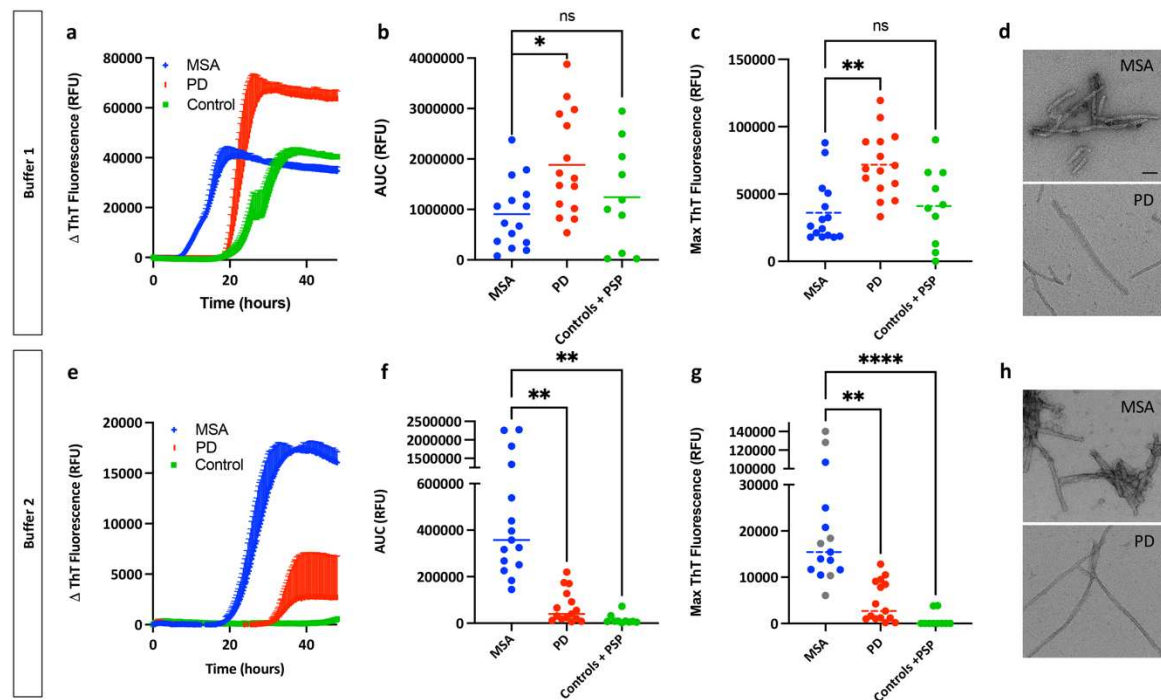 Buffer 1
a
Δ ThT Fluorescence (RFU)
80000
60000
40000
20000
0
0 20 40
Time (hours)
MSA
PD
Control
b
ns
*
AUC (RFU)
4000000
3000000
2000000
1000000
0
MSA
PD
Controls + PSP
c
ns
**
Max ThT Fluorescence (RFU)
150000
100000
50000
0
MSA
PD
Controls + PSP
d
MSA
PD
Buffer 2
e
Δ ThT Fluorescence (RFU)
20000
15000
10000
5000
0
0 20 40
Time (hours)
MSA
PD
Control
f
**
**
AUC (RFU)
2500000
2000000
1500000
1000000
600000
400000
200000
0
MSA
PD
Controls + PSP
g
****
**
Max ThT Fluorescence (RFU)
140000
120000
100000
30000
20000
10000
0
MSA
PD
Controls +PSP
h
MSA
PD